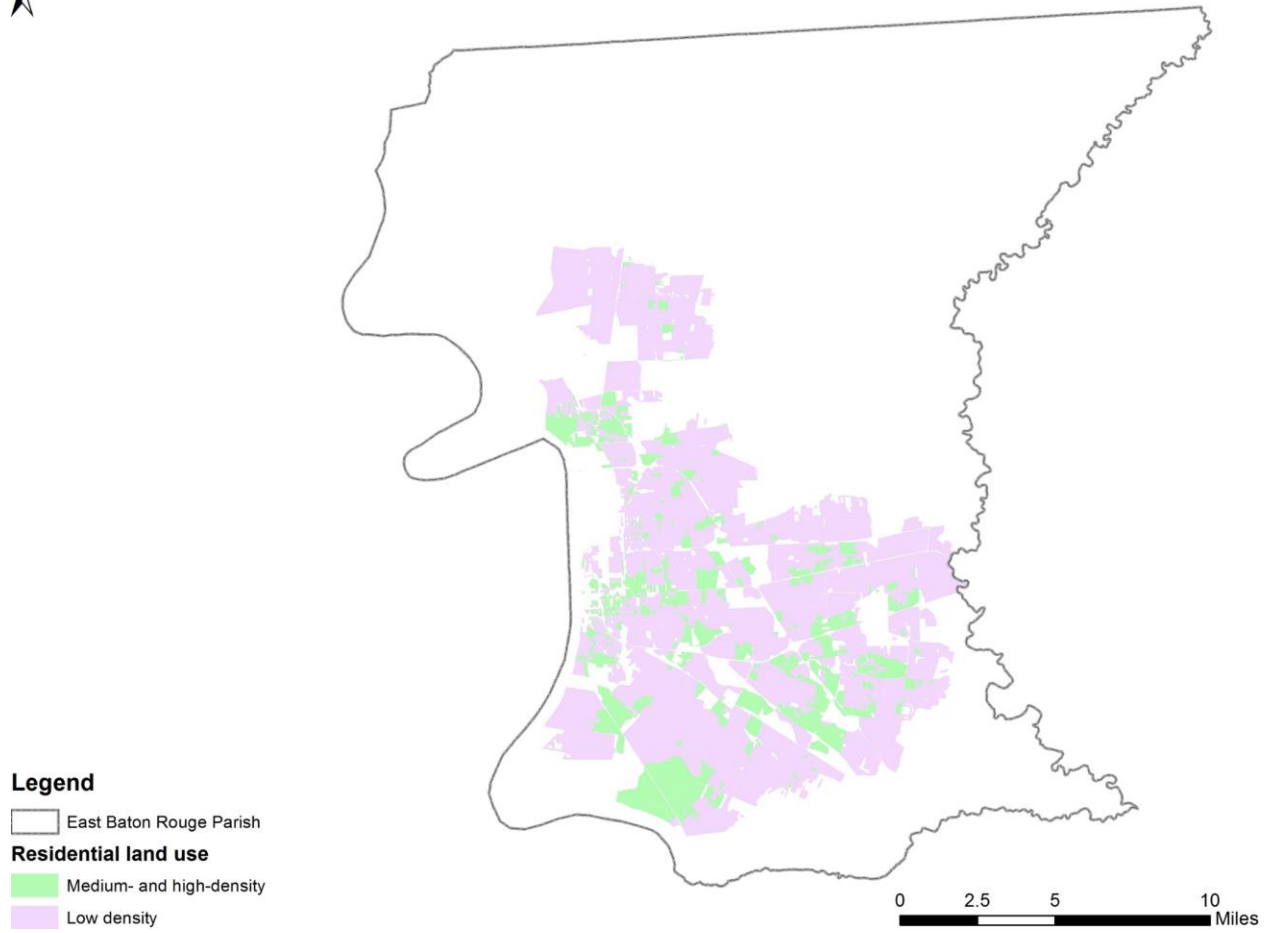 Legend
East Baton Rouge Parish
Residential land use
Medium- and high-density
Low density
0 2.5 5 10
Miles